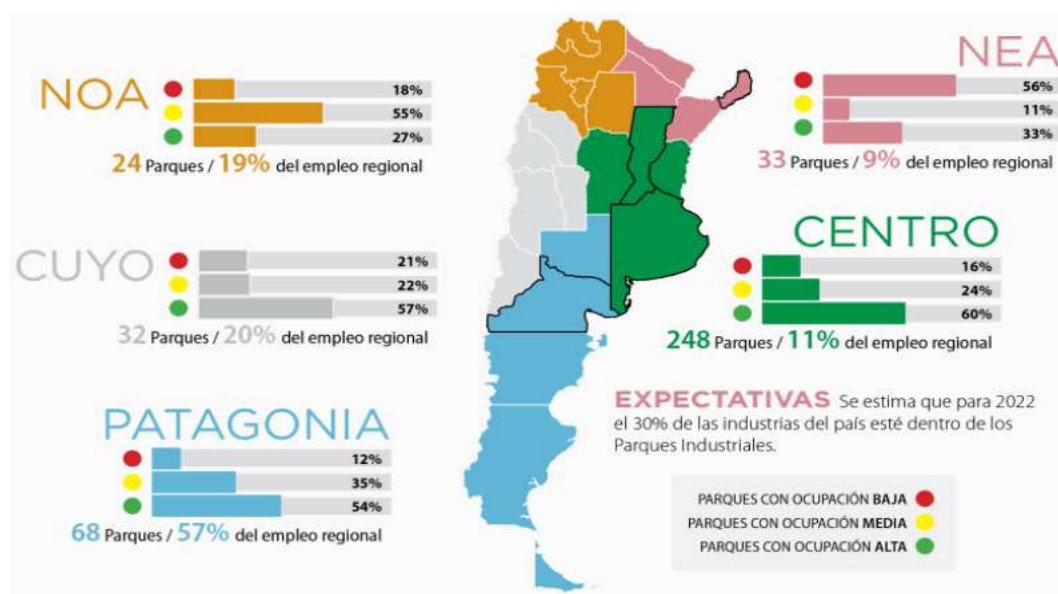 NOA
18%
55%
27%
24 Parques / 19% del empleo regional
NEA
56%
11%
33%
33 Parques / 9% del empleo regional
CUYO
21%
22%
57%
32 Parques / 20% del empleo regional
CENTRO
16%
24%
60%
248 Parques / 11% del empleo regional
PATAGONIA
12%
35%
54%
68 Parques / 57% del empleo regional
EXPECTATIVAS Se estima que para 2022
el 30% de las industrias del país esté dentro de los
Parques Industriales.
PARQUES CON OCUPACIÓN BAJA
PARQUES CON OCUPACIÓN MEDIA
PARQUES CON OCUPACIÓN ALTA